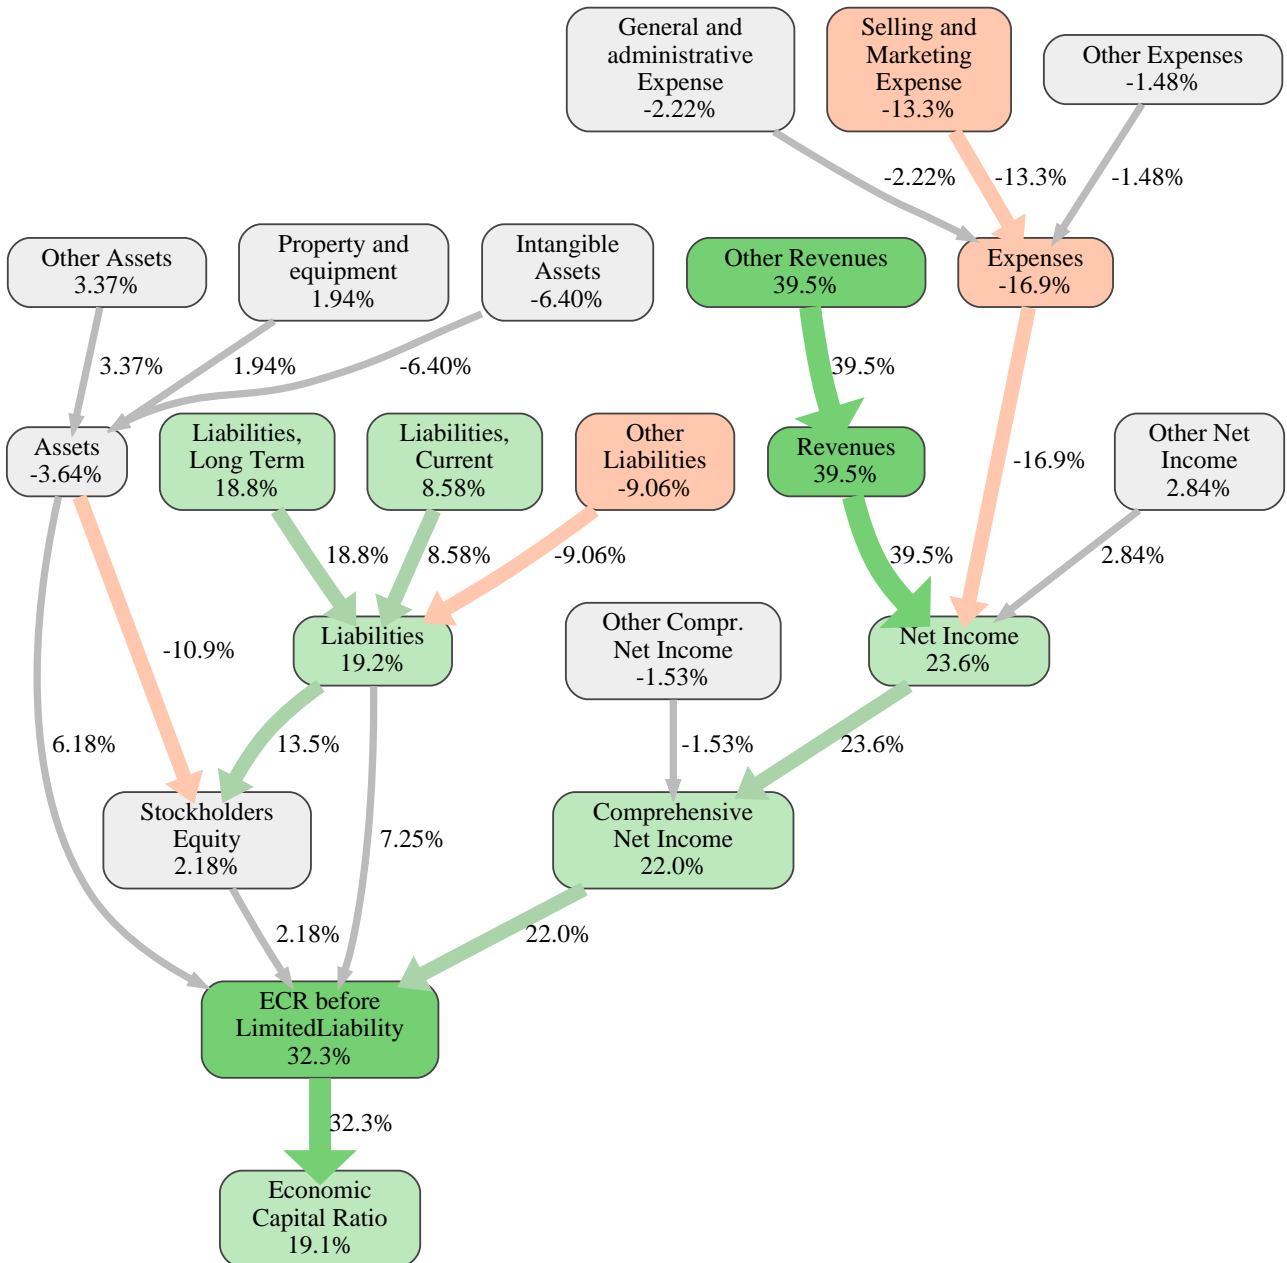 General and
administrative
Expense
-2.22%
Selling and
Marketing
Expense
-13.3%
Other Expenses
-1.48%
-2.22%
-13.3%
-1.48%
Other Assets
3.37%
Property and
equipment
1.94%
Intangible
Assets
-6.40%
Other Revenues
39.5%
Expenses
-16.9%
3.37%
1.94%
-6.40%
39.5%
-16.9%
Assets
-3.64%
Liabilities,
Long Term
18.8%
Liabilities,
Current
8.58%
Other
Liabilities
-9.06%
Revenues
39.5%
Other Net
Income
2.84%
18.8%
8.58%
-9.06%
39.5%
2.84%
-10.9%
Liabilities
19.2%
Other Compr.
Net Income
-1.53%
Net Income
23.6%
6.18%
13.5%
-1.53%
23.6%
Stockholders
Equity
2.18%
7.25%
Comprehensive
Net Income
22.0%
2.18%
22.0%
ECR before
LimitedLiability
32.3%
32.3%
Economic
Capital Ratio
19.1%